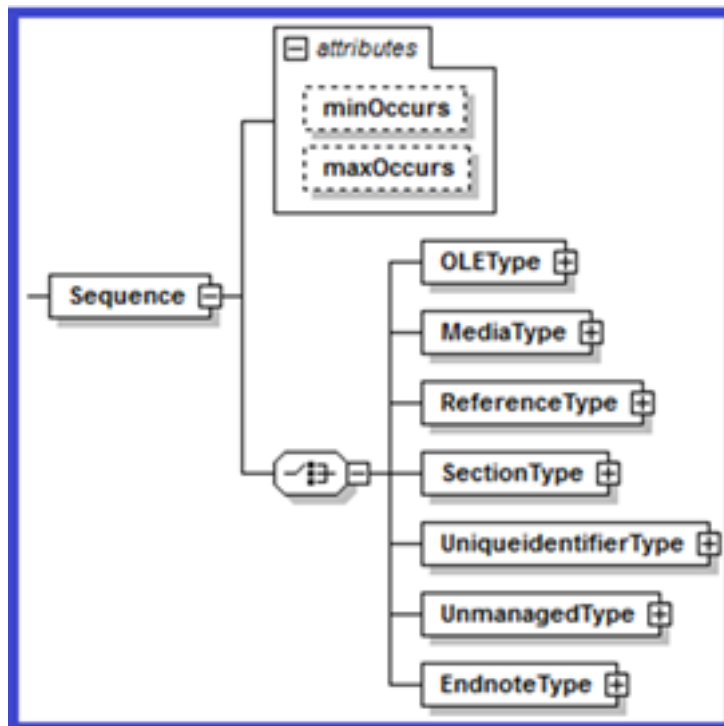 attributes
minOccurs
maxOccurs
Sequence
OLEType
MediaType
ReferenceType
SectionType
UniqueidentifierType
UnmanagedType
EndnoteType